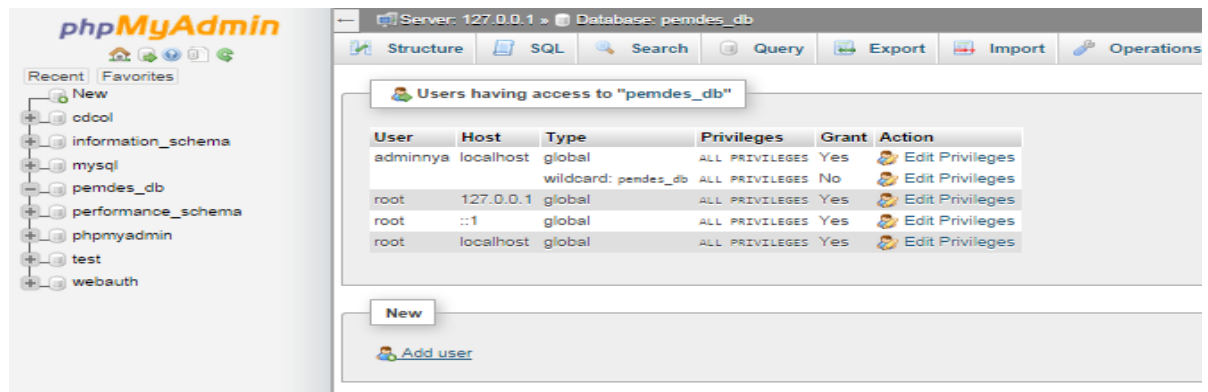 phpMyAdmin
Recent Favorites
New
cdcol
information_schema
mysql
pemdes_db
performance_schema
phpmyadmin
test
webauth
Server: 127.0.0.1 » Database: pemdes_db
Structure SQL Search Query Export Import Operations
Users having access to "pemdes_db"
User Host Type Privileges Grant Action
adminnya localhost global ALL PRIVILEGES Yes Edit Privileges
wildcard: pemdes_db ALL PRIVILEGES No Edit Privileges
root 127.0.0.1 global ALL PRIVILEGES Yes Edit Privileges
root ::1 global ALL PRIVILEGES Yes Edit Privileges
root localhost global ALL PRIVILEGES Yes Edit Privileges
New
Add user